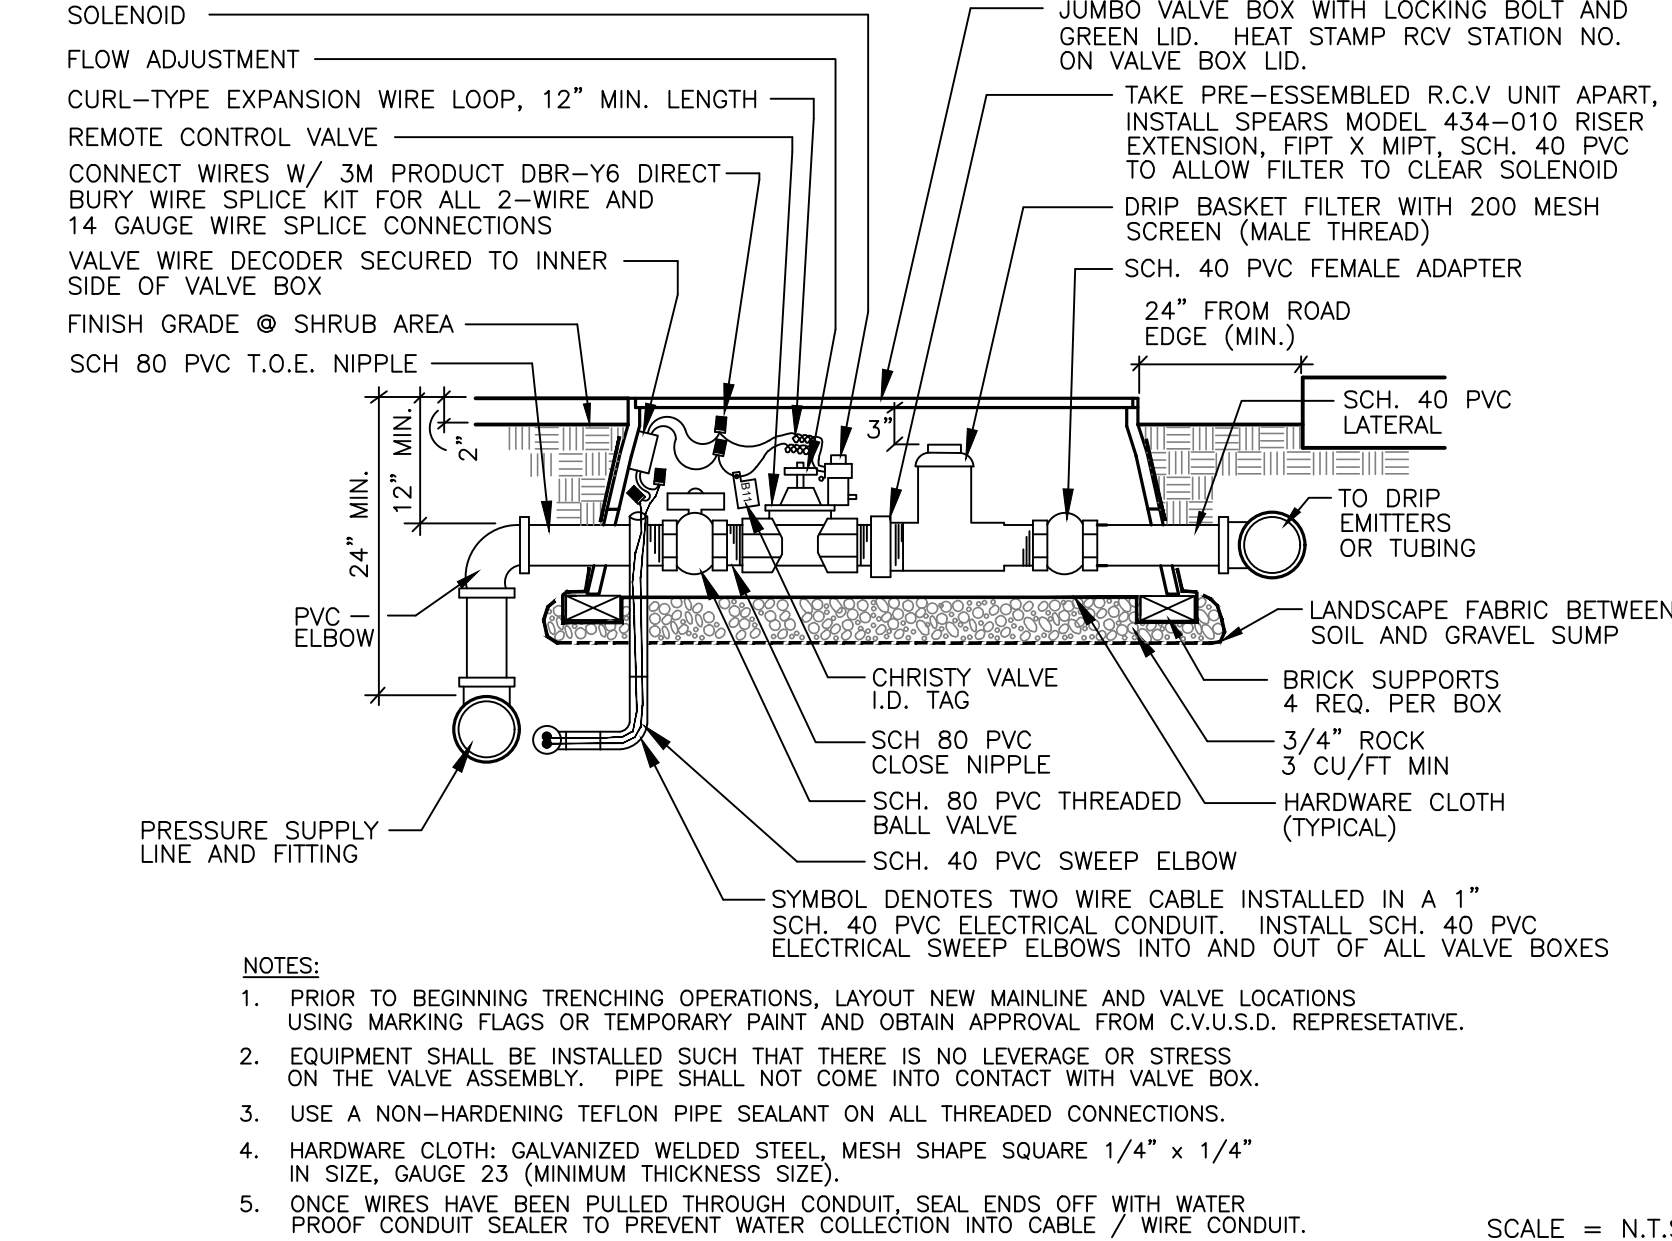 SOLENOID
FLOW ADJUSTMENT
CURL-TYPE EXPANSION WIRE LOOP, 12" MIN. LENGTH
REMOTE CONTROL VALVE
CONNECT WIRES W/ 3M PRODUCT DBR-Y6 DIRECT
BURY WIRE SPLICE KIT FOR ALL 2-WIRE AND
14 GAUGE WIRE SPLICE CONNECTIONS
VALVE WIRE DECODER SECURED TO INNER
SIDE OF VALVE BOX
FINISH GRADE @ SHRUB AREA
SCH 80 PVC T.O.E. NIPPLE
JUMBO VALVE BOX WITH LOCKING BOLT AND
GREEN LID. HEAT STAMP RCV STATION NO.
ON VALVE BOX LID.
TAKE PRE-ESSEMBLED R.C.V UNIT APART,
INSTALL SPEARS MODEL 434-010 RISER
EXTENSION, FIPT X MIPT, SCH. 40 PVC
TO ALLOW FILTER TO CLEAR SOLENOID
DRIP BASKET FILTER WITH 200 MESH
SCREEN (MALE THREAD)
SCH. 40 PVC FEMALE ADAPTER
24" FROM ROAD
EDGE (MIN.)
SCH. 40 PVC
LATERAL
24" MIN.
12" MIN.
2"
3"
B11
TO DRIP
EMITTERS
OR TUBING
PVC
ELBOW
LANDSCAPE FABRIC BETWEEN
SOIL AND GRAVEL SUMP
CHRISTY VALVE
I.D. TAG
BRICK SUPPORTS
4 REQ. PER BOX
SCH 80 PVC
CLOSE NIPPLE
3/4" ROCK
3 CU/FT MIN
SCH. 80 PVC THREADED
BALL VALVE
HARDWARE CLOTH
(TYPICAL)
PRESSURE SUPPLY
LINE AND FITTING
SCH. 40 PVC SWEEP ELBOW
SYMBOL DENOTES TWO WIRE CABLE INSTALLED IN A 1"
SCH. 40 PVC ELECTRICAL CONDUIT. INSTALL SCH. 40 PVC
ELECTRICAL SWEEP ELBOWS INTO AND OUT OF ALL VALVE BOXES
NOTES:
1. PRIOR TO BEGINNING TRENCHING OPERATIONS, LAYOUT NEW MAINLINE AND VALVE LOCATIONS
USING MARKING FLAGS OR TEMPORARY PAINT AND OBTAIN APPROVAL FROM C.V.U.S.D. REPRESETATIVE.
2. EQUIPMENT SHALL BE INSTALLED SUCH THAT THERE IS NO LEVERAGE OR STRESS
ON THE VALVE ASSEMBLY. PIPE SHALL NOT COME INTO CONTACT WITH VALVE BOX.
3. USE A NON-HARDENING TEFLON PIPE SEALANT ON ALL THREADED CONNECTIONS.
4. HARDWARE CLOTH: GALVANIZED WELDED STEEL, MESH SHAPE SQUARE 1/4" x 1/4"
IN SIZE, GAUGE 23 (MINIMUM THICKNESS SIZE).
5. ONCE WIRES HAVE BEEN PULLED THROUGH CONDUIT, SEAL ENDS OFF WITH WATER
PROOF CONDUIT SEALER TO PREVENT WATER COLLECTION INTO CABLE / WIRE CONDUIT.
SCALE = N.T.S